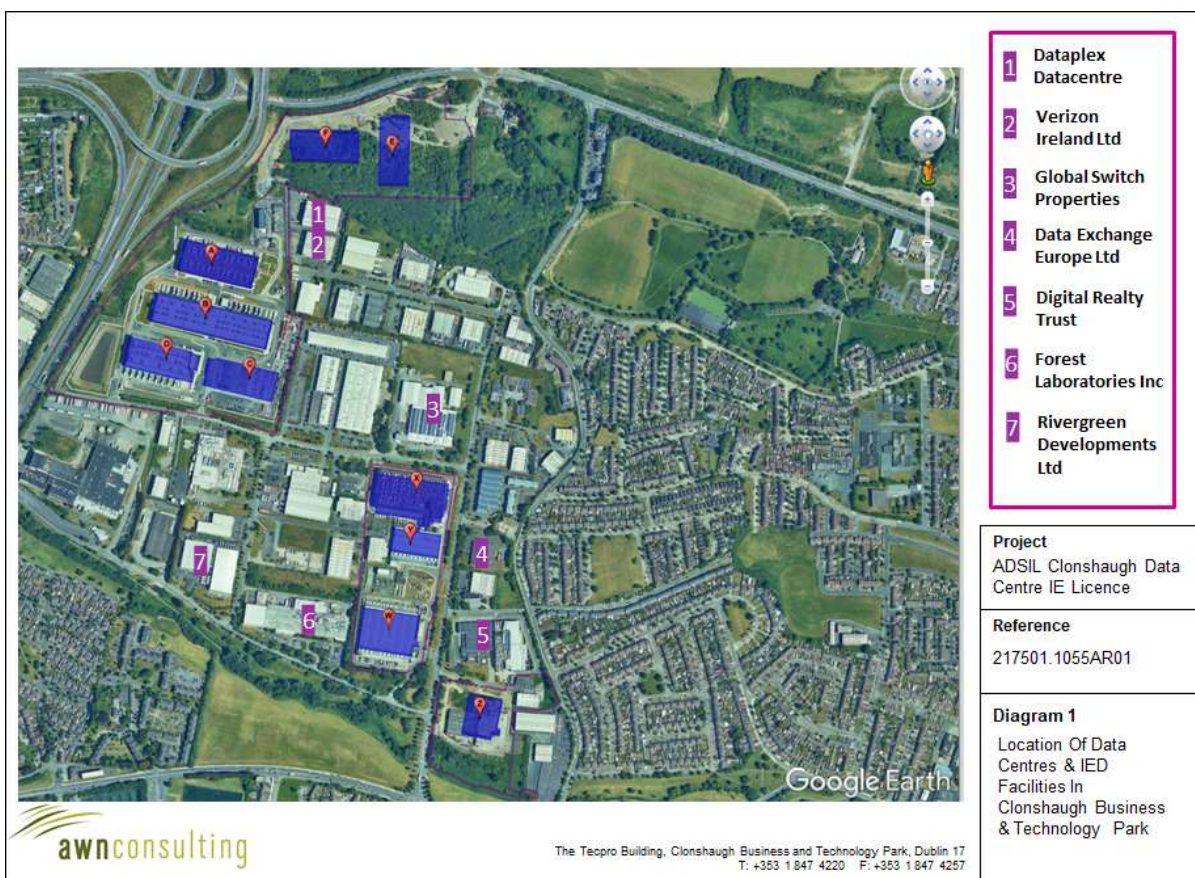 F
E
1
2
A
B
D
C
3
X
Y
4
7
6
W
5
Z
Google Earth
1 Dataplex
Datacentre
2 Verizon
Ireland Ltd
3 Global Switch
Properties
4 Data Exchange
Europe Ltd
5 Digital Realty
Trust
6 Forest
Laboratories Inc
7 Rivergreen
Developments
Ltd
Project
ADSIL Clonshaugh Data
Centre IE Licence
Reference
217501.1055AR01
Diagram 1
Location Of Data
Centres & IED
Facilities In
Clonshaugh Business
& Technology Park
awnconsulting
The Tecpro Building, Clonshaugh Business and Technology Park, Dublin 17
T: +353 1 847 4220 F: +353 1 847 4257